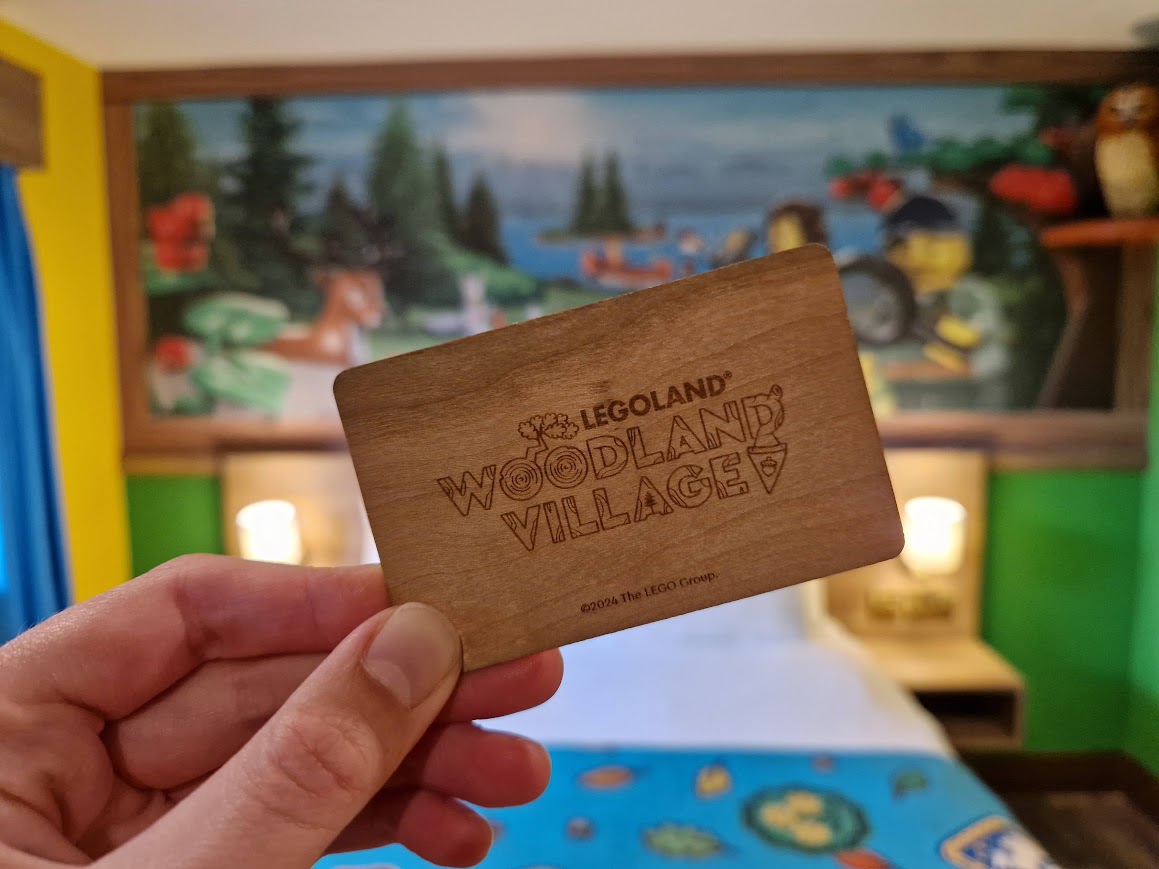 LEGOLAND®
WOODLAND
VILLAGE
©2024 The LEGO Group.